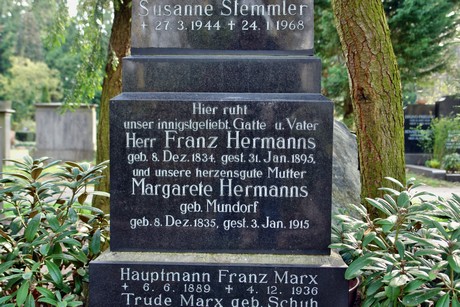 Susanne Stemmler
* 27·3·1944 + 24·1·1968
Hier ruht
unser innigstgeliebt. Gatte u. Vater
Herr Franz Hermanns
geb. 8. Dez. 1834, gest. 31. Jan. 1895.
und unsere herzensgute Mutter
Margarete Hermanns
geb. Mundorf
geb. 8. Dez. 1835, gest. 3. Jan. 1915
Hauptmann Franz Marx
* 6·6·1889 + 4·12·1936
Trude Marx geb. Schuh